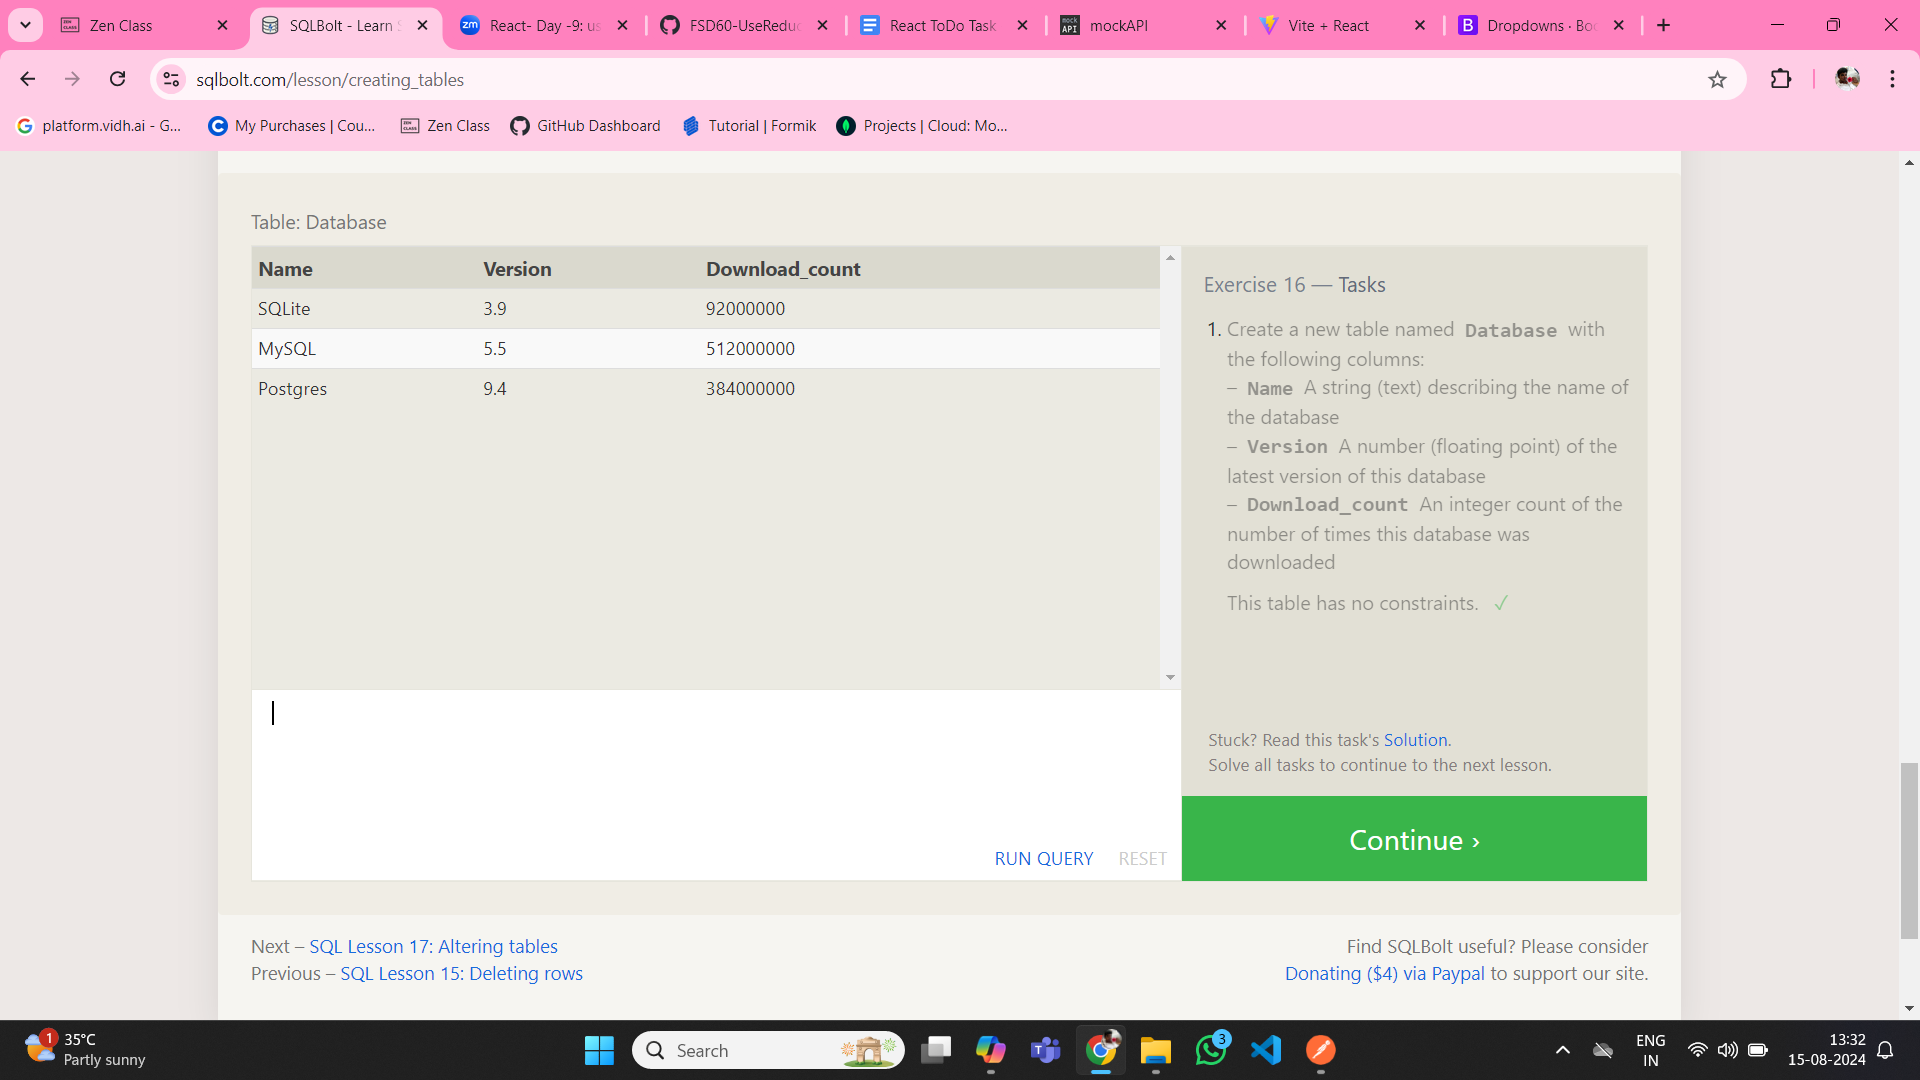 Zen Class
SQLBolt - Learn S
React- Day -9: us
FSD60-UseReduc
React ToDo Task
mockAPI
Vite + React
Dropdowns · Boo
sqlbolt.com/lesson/creating_tables
platform.vidh.ai - G...
My Purchases | Cou...
Zen Class
GitHub Dashboard
Tutorial | Formik
Projects | Cloud: Mo...
Table: Database
Name Version Download_count
SQLite 3.9 92000000
MySQL 5.5 512000000
Postgres 9.4 384000000
Exercise 16 — Tasks
1. Create a new table named Database with
the following columns:
– Name A string (text) describing the name of
the database
– Version A number (floating point) of the
latest version of this database
– Download_count An integer count of the
number of times this database was
downloaded
This table has no constraints. ✓
Stuck? Read this task's Solution.
Solve all tasks to continue to the next lesson.
RUN QUERY RESET
Continue ›
Next – SQL Lesson 17: Altering tables
Previous – SQL Lesson 15: Deleting rows
Find SQLBolt useful? Please consider
Donating ($4) via Paypal to support our site.
1
35°C
Partly sunny
Search
3
ENG
IN
13:32
15-08-2024